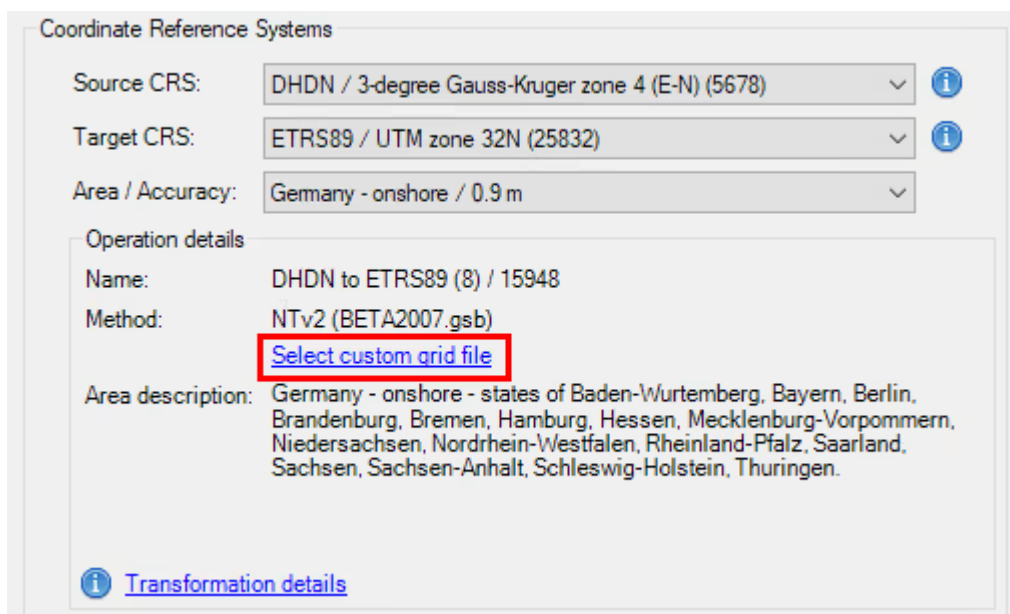 Coordinate Reference Systems
Source CRS: DHDN / 3-degree Gauss-Kruger zone 4 (E-N) (5678)
Target CRS: ETRS89 / UTM zone 32N (25832)
Area / Accuracy: Germany - onshore / 0.9 m
Operation details
Name: DHDN to ETRS89 (8) / 15948
Method: NTv2 (BETA2007.gsb)
Select custom grid file
Area description: Germany - onshore - states of Baden-Wurtemberg, Bayern, Berlin,
Brandenburg, Bremen, Hamburg, Hessen, Mecklenburg-Vorpommern,
Niedersachsen, Nordrhein-Westfalen, Rheinland-Pfalz, Saarland,
Sachsen, Sachsen-Anhalt, Schleswig-Holstein, Thuringen.
Transformation details